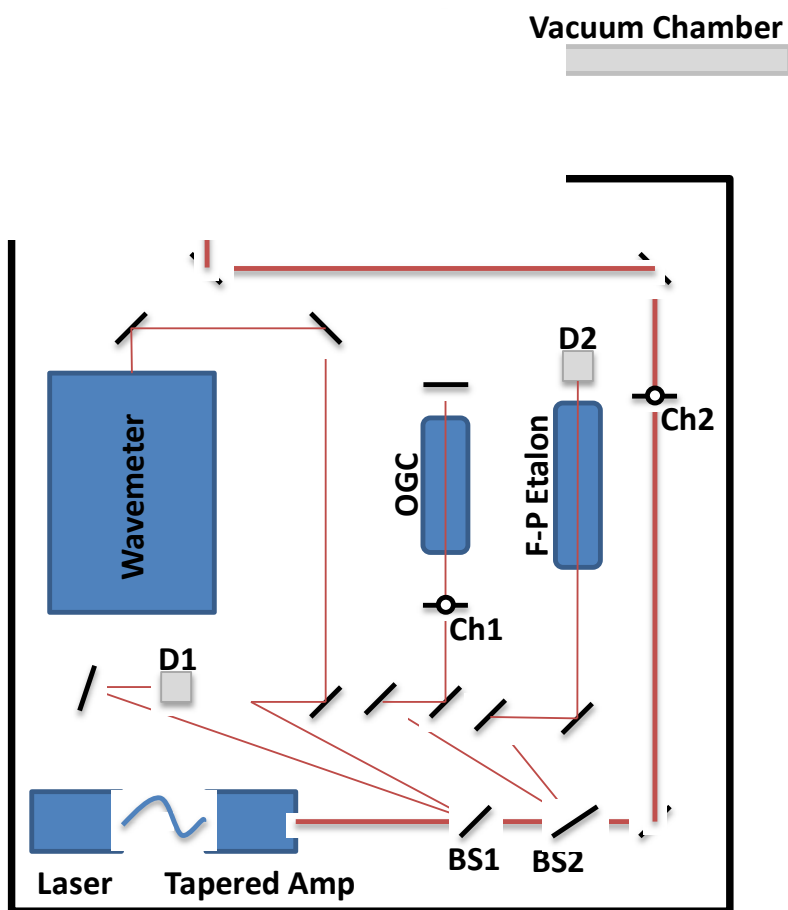 Vacuum Chamber
D2
Ch2
Wavemeter
OGC
F-P Etalon
Ch1
D1
BS1
BS2
Laser
Tapered Amp